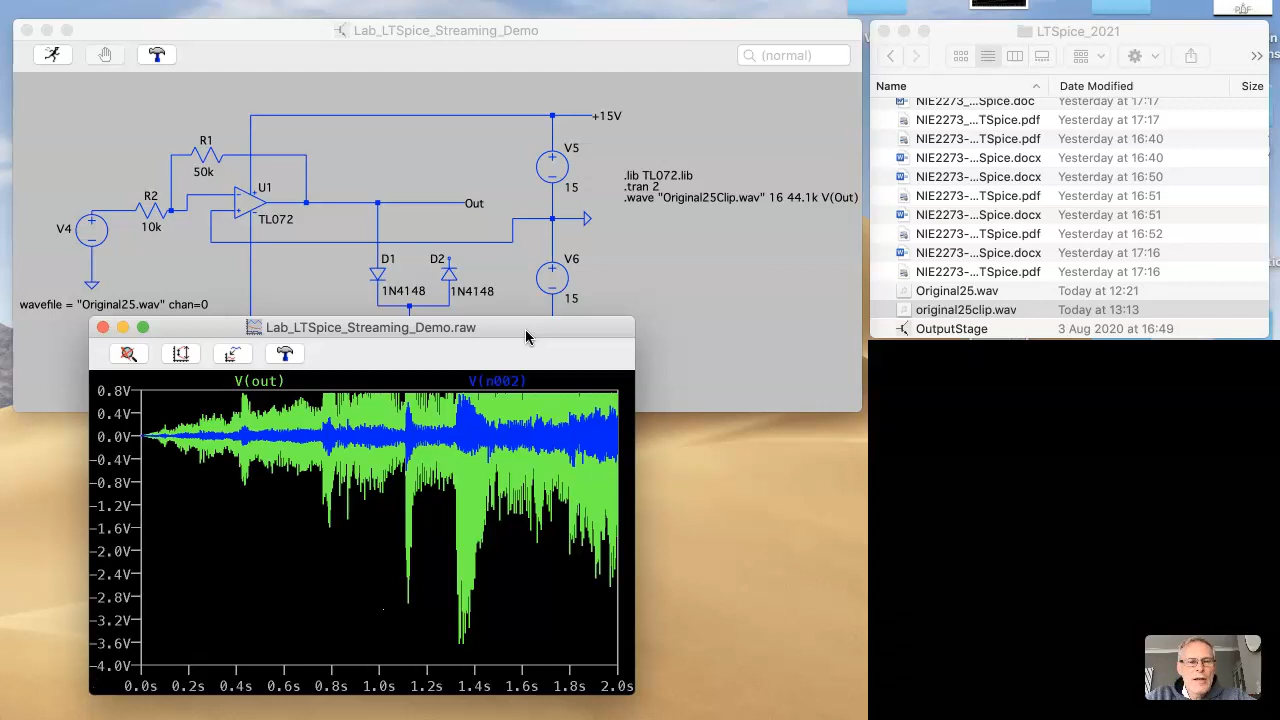 Lab_LTSpice_Streaming_Demo
(normal)
+15V
R1
50k
V5
15
.lib TL072.lib
.tran 2
.wave "Original25Clip.wav" 16 44.1k V(Out)
U1
R2
10k
TL072
Out
V4
D1
D2
V6
1N4148
1N4148
15
wavefile = "Original25.wav" chan=0
Lab_LTSpice_Streaming_Demo.raw
V(out)
V(n002)
0.8V
0.4V
0.0V
-0.4V
-0.8V
-1.2V
-1.6V
-2.0V
-2.4V
-2.8V
-3.2V
-3.6V
-4.0V
0.0s 0.2s 0.4s 0.6s 0.8s 1.0s 1.2s 1.4s 1.6s 1.8s 2.0s
LTSpice_2021
Name Date Modified Size
NIE2273_...Spice.doc Yesterday at 17:17
NIE2273_...TSpice.pdf Yesterday at 17:17
NIE2273-...TSpice.pdf Yesterday at 16:40
NIE2273-...Spice.docx Yesterday at 16:40
NIE2273-...Spice.docx Yesterday at 16:50
NIE2273-...TSpice.pdf Yesterday at 16:51
NIE2273-...Spice.docx Yesterday at 16:51
NIE2273-...TSpice.pdf Yesterday at 16:52
NIE2273-...Spice.docx Yesterday at 17:16
NIE2273-...TSpice.pdf Yesterday at 17:16
Original25.wav Today at 12:21
original25clip.wav Today at 13:13
OutputStage 3 Aug 2020 at 16:49